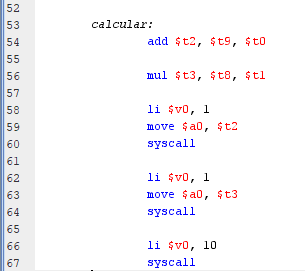 52
53 calcular:
54 add $t2, $t9, $t0
55
56 mul $t3, $t8, $t1
57
58 li $v0, 1
59 move $a0, $t2
60 syscall
61
62 li $v0, 1
63 move $a0, $t3
64 syscall
65
66 li $v0, 10
67 syscall